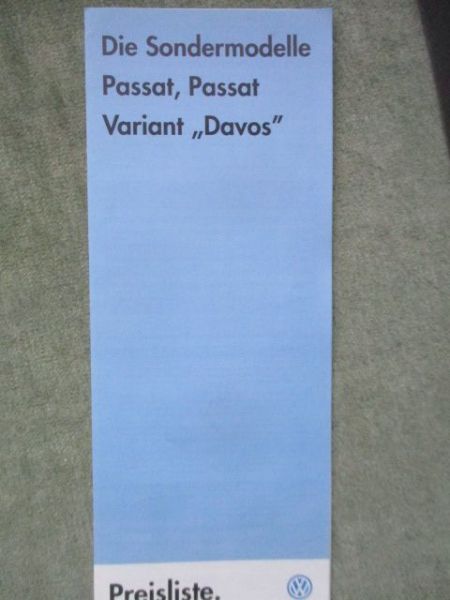 Die Sondermodelle
Passat, Passat
Variant „Davos”
Preisliste.